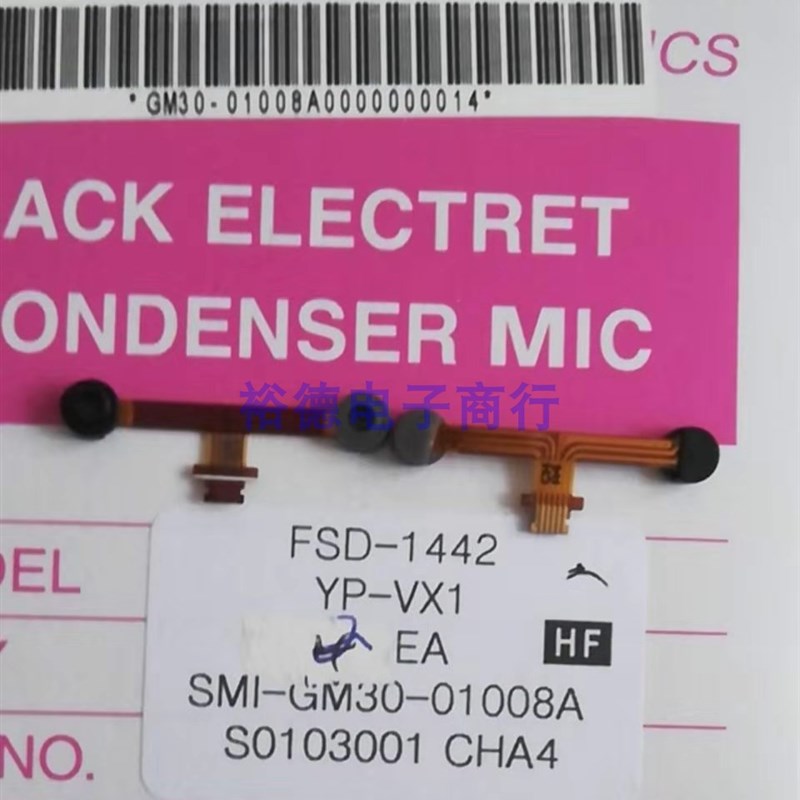 *GM30-01008A0000000014*
ICS
ACK ELECTRET
ONDENSER MIC
裕德电子商行
FSD-1442
YP-VX1
DEL
EA
HF
Y
SMI-GM30-01008A
S0103001 CHA4
NO.